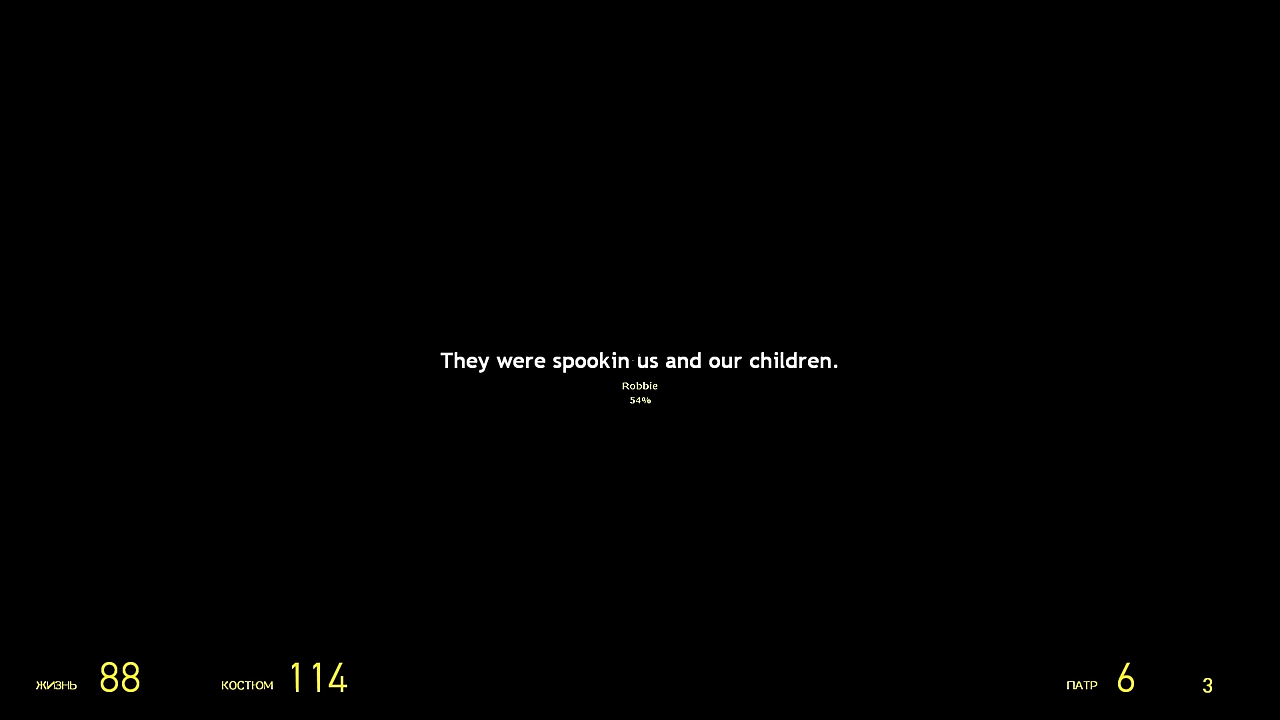 They were spookin us and our children.
Robbie
54%
ЖИЗНЬ 88 КОСТЮМ 114 ПАТР 6 3